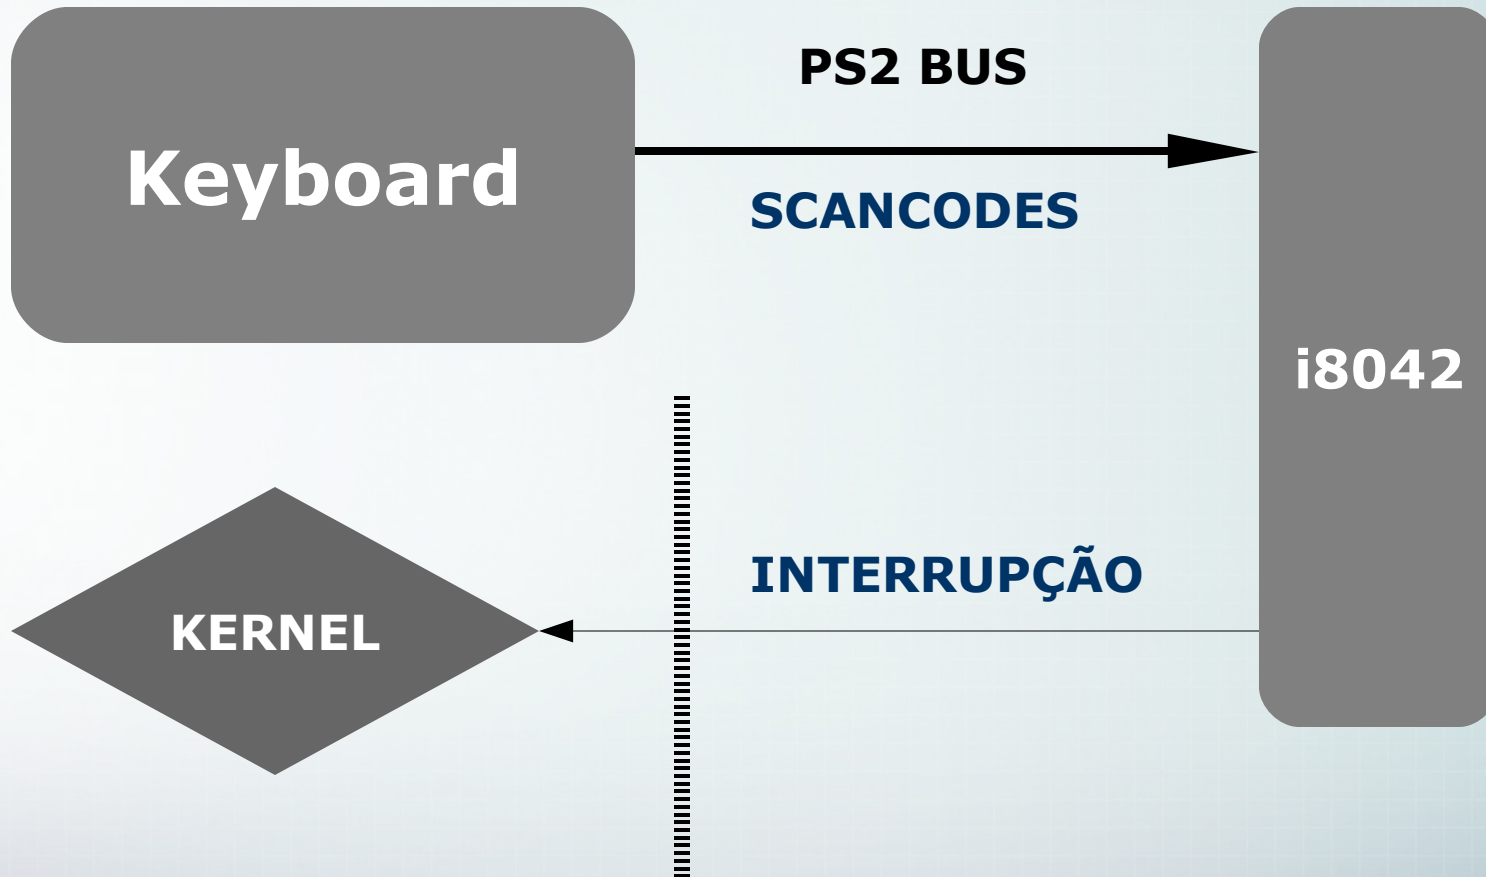 PS2 BUS
Keyboard
SCANCODES
i8042
INTERRUPÇÃO
KERNEL